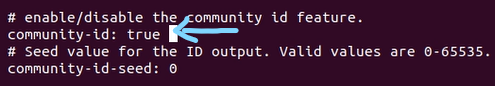 # enable/disable the community id feature.
community-id: true
# Seed value for the ID output. Valid values are 0-65535.
community-id-seed: 0